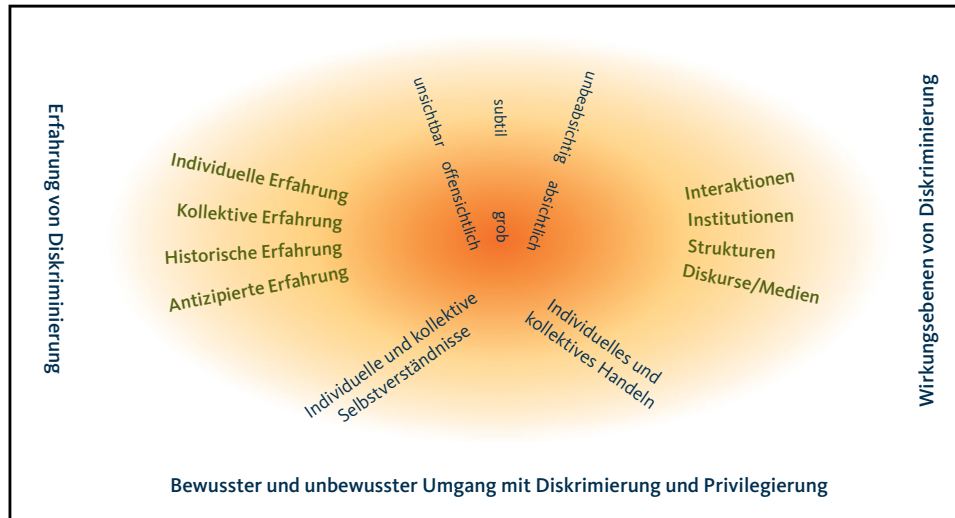 Erfahrung von Diskriminierung
Individuelle Erfahrung
Kollektive Erfahrung
Historische Erfahrung
Antizipierte Erfahrung
unsichtbar
offensichtlich
subtil
grob
unbeabsichtig
absichtlich
Interaktionen
Institutionen
Strukturen
Diskurse/Medien
Wirkungsebenen von Diskriminierung
Individuelle und kollektive
Selbstverständnisse
Individuelles und
kollektives Handeln
Bewusster und unbewusster Umgang mit Diskrimierung und Privilegierung